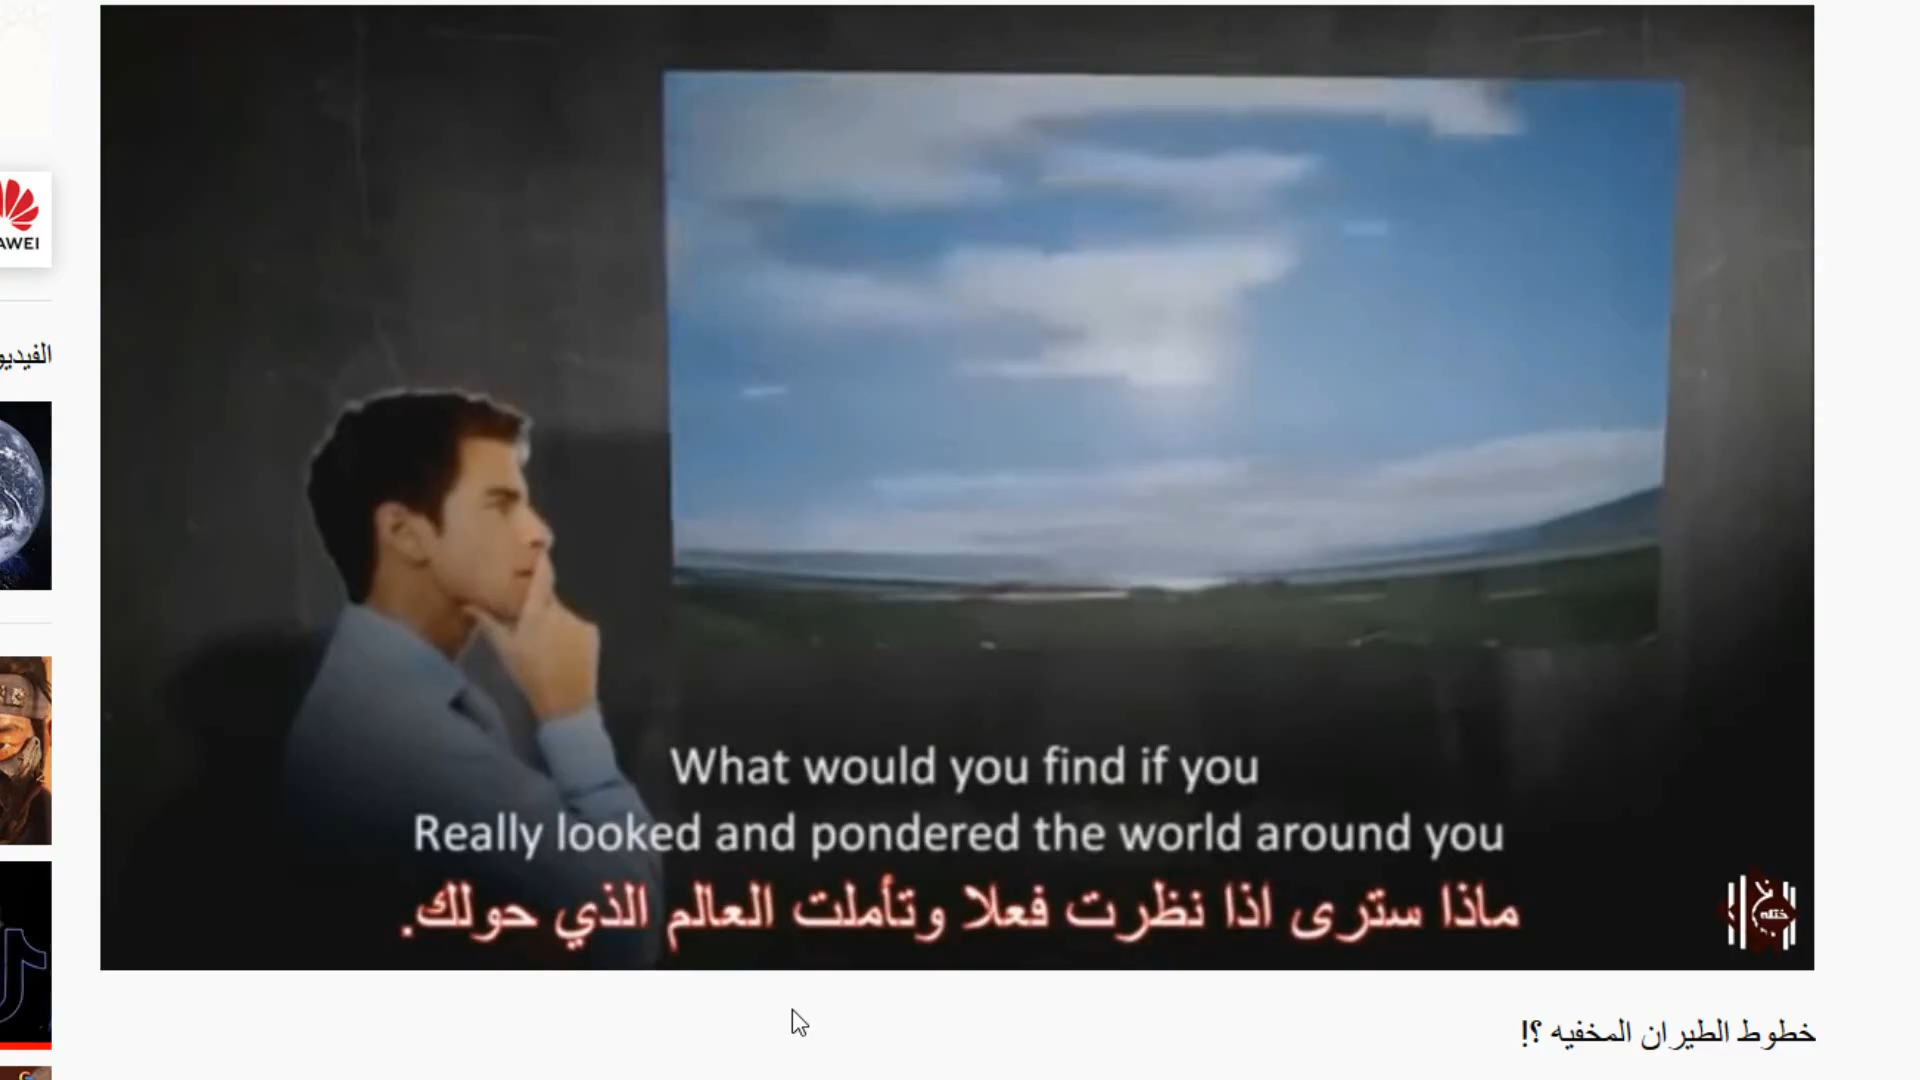 AWEI
الفيديو
What would you find if you
Really looked and pondered the world around you
ماذا سترى اذا نظرت فعلا وتأملت العالم الذي حولك.
ختله
خطوط الطيران المخفيه ؟!